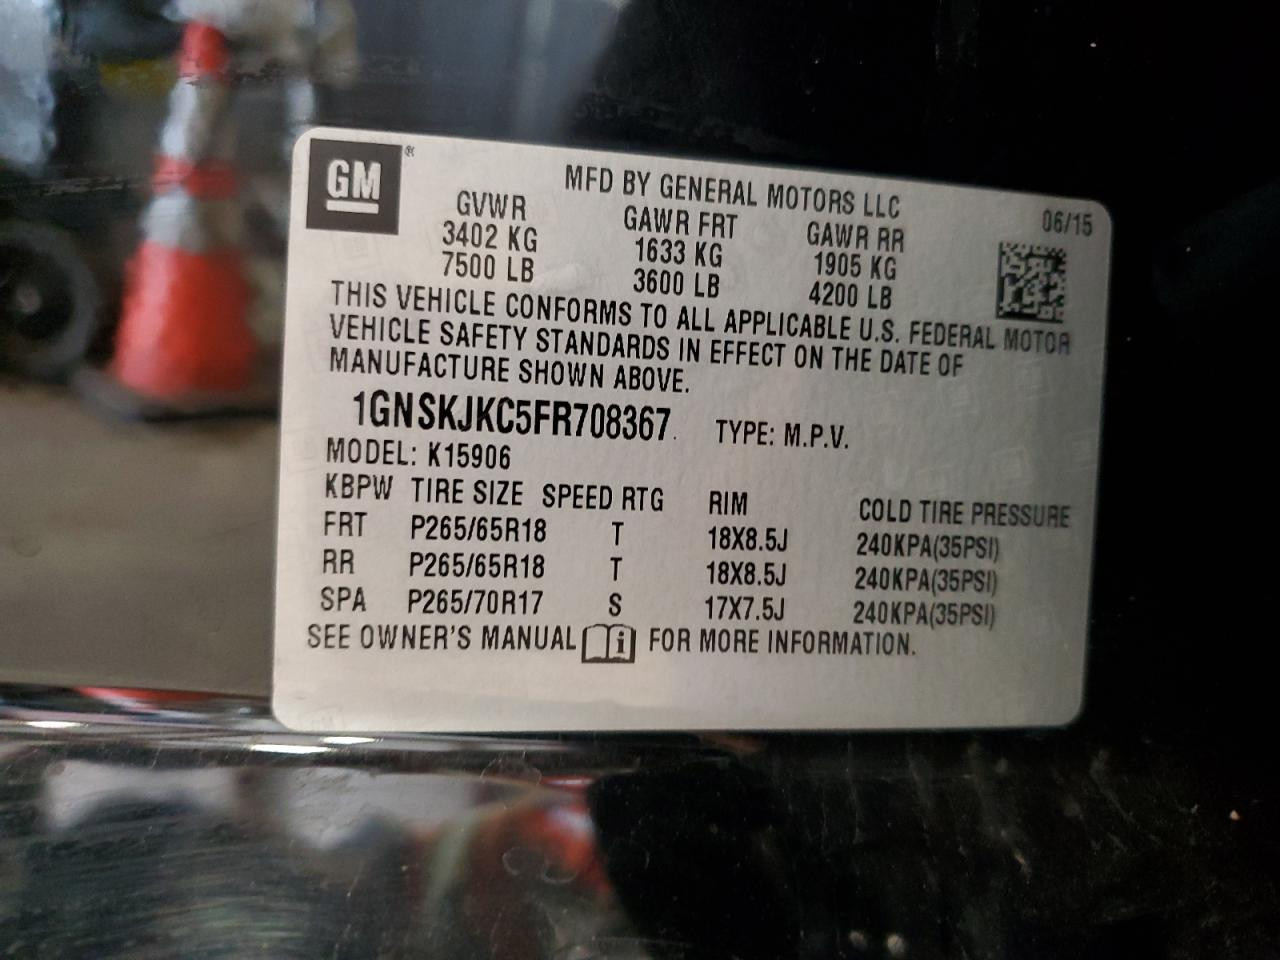 GM®
MFD BY GENERAL MOTORS LLC
06/15
GVWR GAWR FRT GAWR RR
3402 KG 1633 KG 1905 KG
7500 LB 3600 LB 4200 LB
THIS VEHICLE CONFORMS TO ALL APPLICABLE U.S. FEDERAL MOTOR
VEHICLE SAFETY STANDARDS IN EFFECT ON THE DATE OF
MANUFACTURE SHOWN ABOVE.
1GNSKJKC5FR708367 TYPE: M.P.V.
MODEL: K15906
KBPW TIRE SIZE SPEED RTG RIM COLD TIRE PRESSURE
FRT P265/65R18 T 18X8.5J 240KPA(35PSI)
RR P265/65R18 T 18X8.5J 240KPA(35PSI)
SPA P265/70R17 S 17X7.5J 240KPA(35PSI)
SEE OWNER'S MANUAL i FOR MORE INFORMATION.